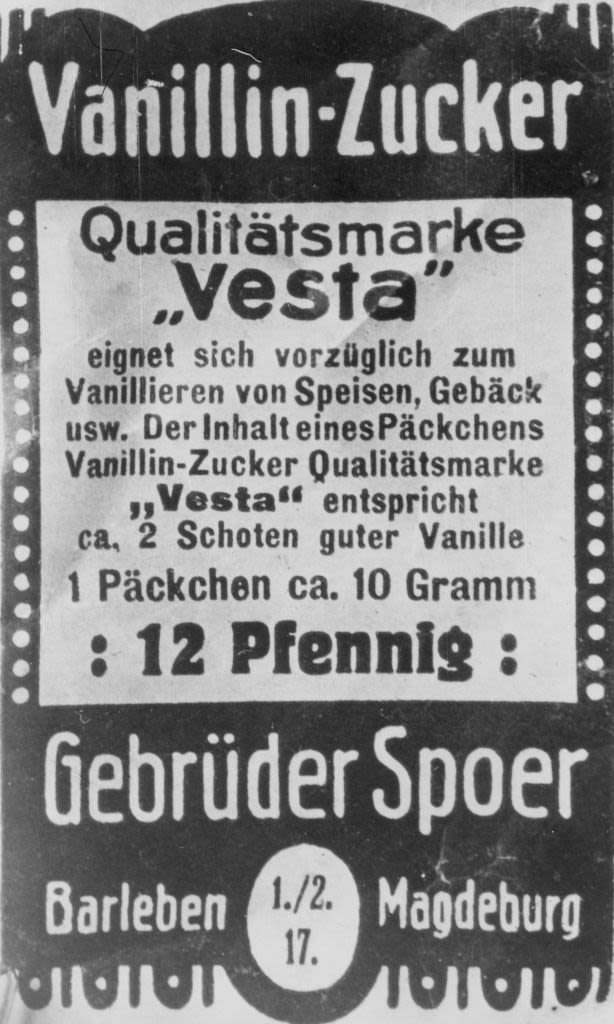 Vanillin-Zucker
Qualitätsmarke
„Vesta”
eignet sich vorzüglich zum
Vanillieren von Speisen, Gebäck
usw. Der Inhalt eines Päckchens
Vanillin-Zucker Qualitätsmarke
„Vesta“ entspricht
ca. 2 Schoten guter Vanille
1 Päckchen ca. 10 Gramm
: 12 Pfennig :
Gebrüder Spoer
Barleben 1./2. Magdeburg
17.